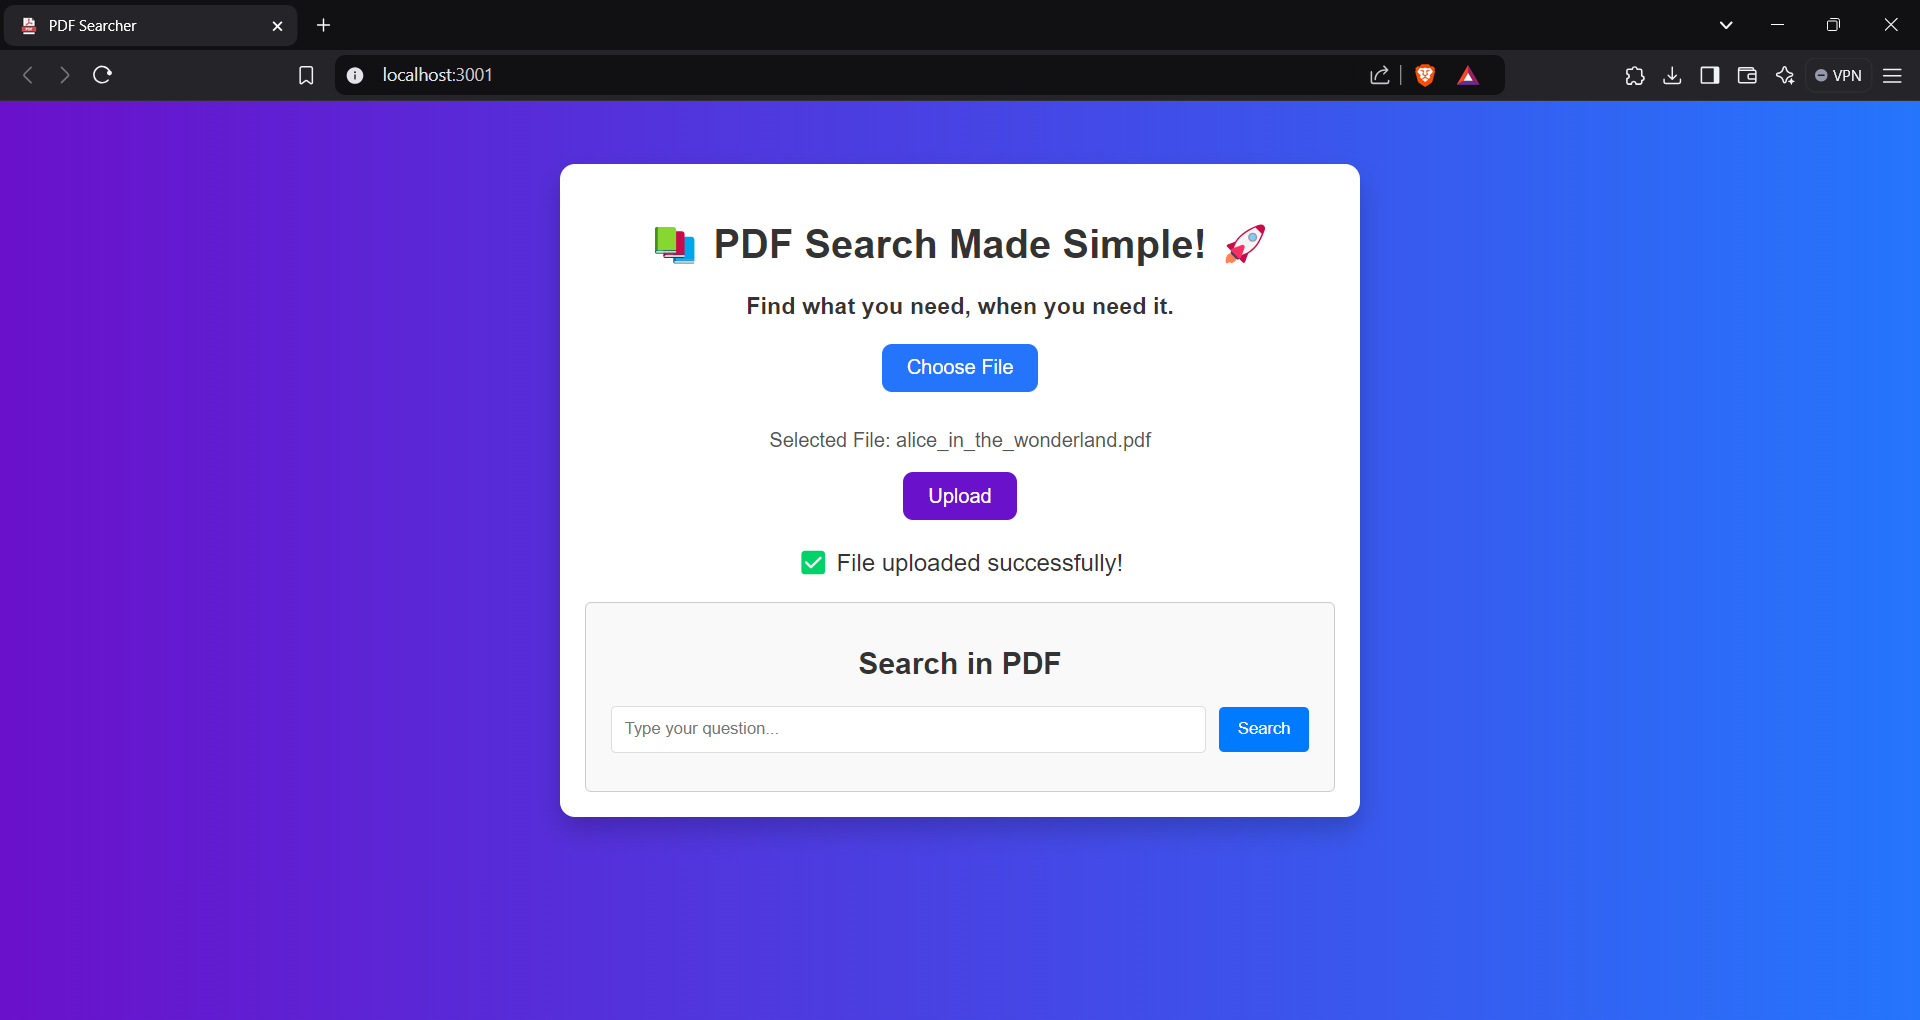 PDF Searcher
localhost:3001
VPN
PDF Search Made Simple!
Find what you need, when you need it.
Choose File
Selected File: alice_in_the_wonderland.pdf
Upload
File uploaded successfully!
Search in PDF
Type your question...
Search